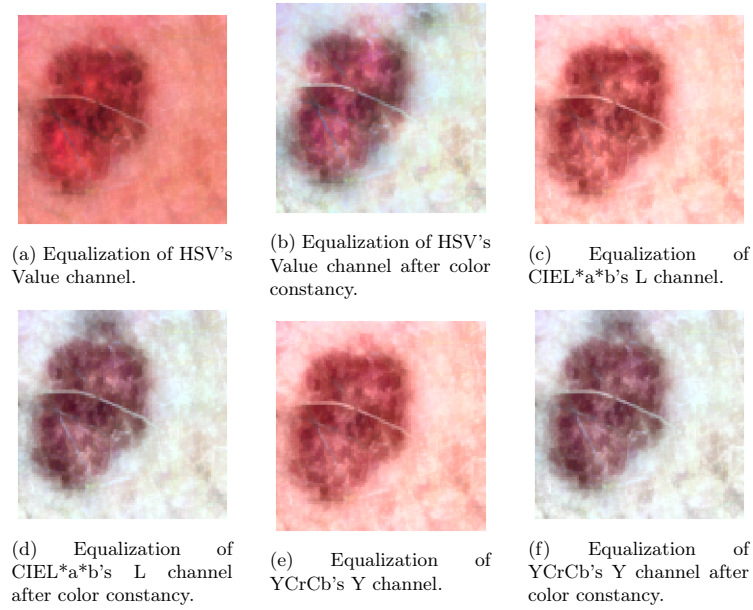 (a) Equalization of HSV's
Value channel.
(b) Equalization of HSV's
Value channel after color
constancy.
(c) Equalization of
CIEL*a*b's L channel.
(d) Equalization of
CIEL*a*b's L channel
after color constancy.
(e) Equalization of
YCrCb's Y channel.
(f) Equalization of
YCrCb's Y channel after
color constancy.